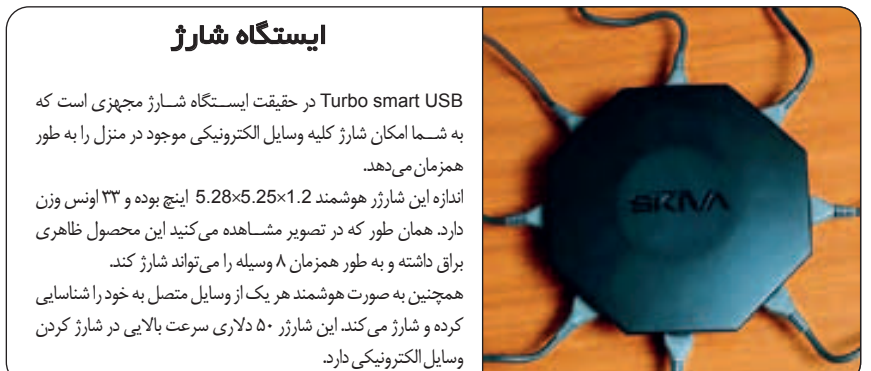 ایستگاه شارژ
Turbo smart USB در حقیقت ایستگاه شارژ مجهزی است که
به شما امکان شارژ کلیه وسایل الکترونیکی موجود در منزل را به طور
همزمان می‌دهد.
اندازه این شارژر هوشمند 1.2×5.25×5.28 اینچ بوده و ۳۳ اونس وزن
دارد. همان طور که در تصویر مشاهده می‌کنید این محصول ظاهری
براق داشته و به طور همزمان ۸ وسیله را می‌تواند شارژ کند.
همچنین به صورت هوشمند هر یک از وسایل متصل به خود را شناسایی
کرده و شارژ می‌کند. این شارژر ۵۰ دلاری سرعت بالایی در شارژ کردن
وسایل الکترونیکی دارد.
SRIVA